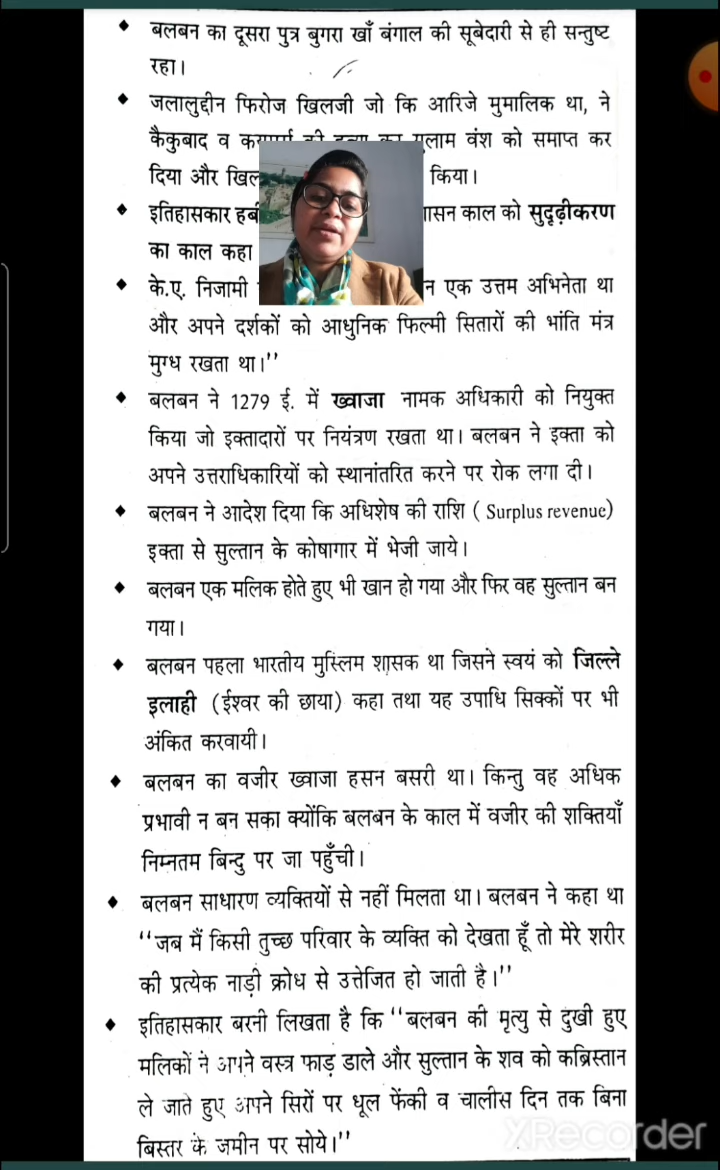 बलबन का दूसरा पुत्र बुगरा खाँ बंगाल की सूबेदारी से ही सन्तुष्ट
रहा।
जलालुद्दीन फिरोज खिलजी जो कि आरिजे मुमालिक था, ने
कैकुबाद व की हत्या कर गुलाम वंश को समाप्त कर
दिया और किया।
इतिहासकार काल को सुदृढ़ीकरण
का काल कहा
के.ए. निजामी एक उत्तम अभिनेता था
और अपने दर्शकों को आधुनिक फिल्मी सितारों की भांति मंत्र
मुग्ध रखता था।''
बलबन ने 1279 ई. में ख्वाजा नामक अधिकारी को नियुक्त
किया जो इक्तादारों पर नियंत्रण रखता था। बलबन ने इक्ता को
अपने उत्तराधिकारियों को स्थानांतरित करने पर रोक लगा दी।
बलबन ने आदेश दिया कि अधिशेष की राशि ( Surplus revenue)
इक्ता से सुल्तान के कोषागार में भेजी जाये।
बलबन एक मलिक होते हुए भी खान हो गया और फिर वह सुल्तान बन
गया।
बलबन पहला भारतीय मुस्लिम शासक था जिसने स्वयं को जिल्ले
इलाही (ईश्वर की छाया) कहा तथा यह उपाधि सिक्कों पर भी
अंकित करवायी।
बलबन का वजीर ख्वाजा हसन बसरी था। किन्तु वह अधिक
प्रभावी न बन सका क्योंकि बलबन के काल में वजीर की शक्तियाँ
निम्नतम बिन्दु पर जा पहुँची।
बलबन साधारण व्यक्तियों से नहीं मिलता था। बलबन ने कहा था
''जब मैं किसी तुच्छ परिवार के व्यक्ति को देखता हूँ तो मेरे शरीर
की प्रत्येक नाड़ी क्रोध से उत्तेजित हो जाती है।''
इतिहासकार बरनी लिखता है कि ''बलबन की मृत्यु से दुखी हुए
मलिकों ने अपने वस्त्र फाड़ डाले और सुल्तान के शव को कब्रिस्तान
ले जाते हुए अपने सिरों पर धूल फेंकी व चालीस दिन तक बिना
बिस्तर के जमीन पर सोये।''
XRecorder